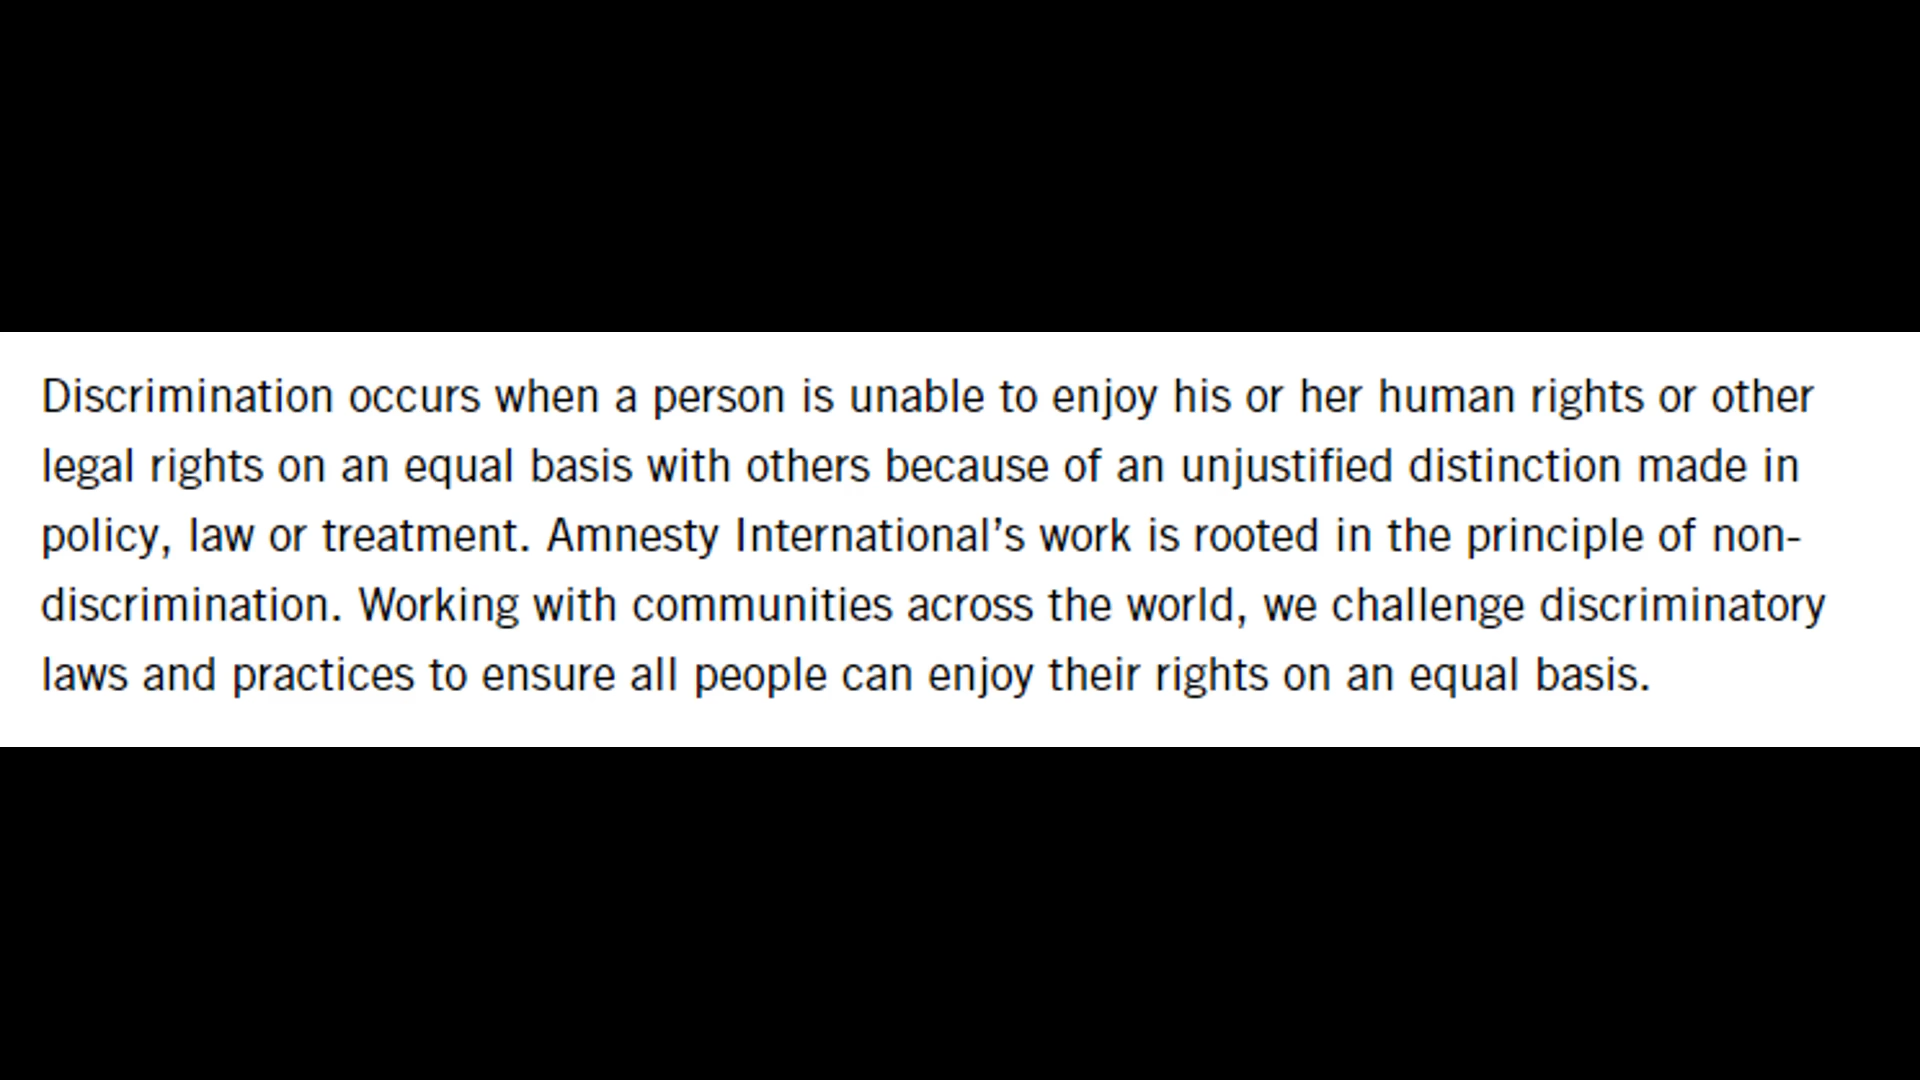 Discrimination occurs when a person is unable to enjoy his or her human rights or other
legal rights on an equal basis with others because of an unjustified distinction made in
policy, law or treatment. Amnesty International’s work is rooted in the principle of non-
discrimination. Working with communities across the world, we challenge discriminatory
laws and practices to ensure all people can enjoy their rights on an equal basis.